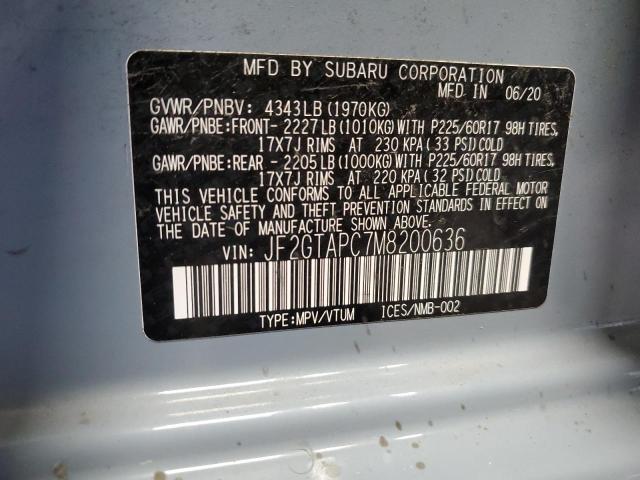 MFD BY SUBARU CORPORATION
MFD IN 06/20
GVWR/PNBV: 4343LB(1970KG)
GAWR/PNBE:FRONT- 2227LB(1010KG)WITH P225/60R17 98H TIRES,
17X7J RIMS AT 230 KPA(33 PSI)COLD
GAWR/PNBE:REAR - 2205LB(1000KG)WITH P225/60R17 98H TIRES,
17X7J RIMS AT 220 KPA(32 PSI)COLD
THIS VEHICLE CONFORMS TO ALL APPLICABLE FEDERAL MOTOR
VEHICLE SAFETY AND THEFT PREVENTION STANDARDS IN EFFECT ON
THE DATE OF MANUFACTURE SHOWN ABOVE.
VIN: JF2GTAPC7M8200636
TYPE:MPV/VTUM ICES/NMB-002